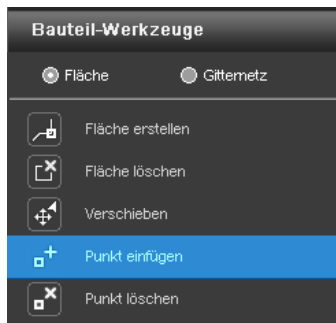 Bauteil-Werkzeuge
Fläche Gitternetz
Fläche erstellen
Fläche löschen
Verschieben
Punkt einfügen
Punkt löschen